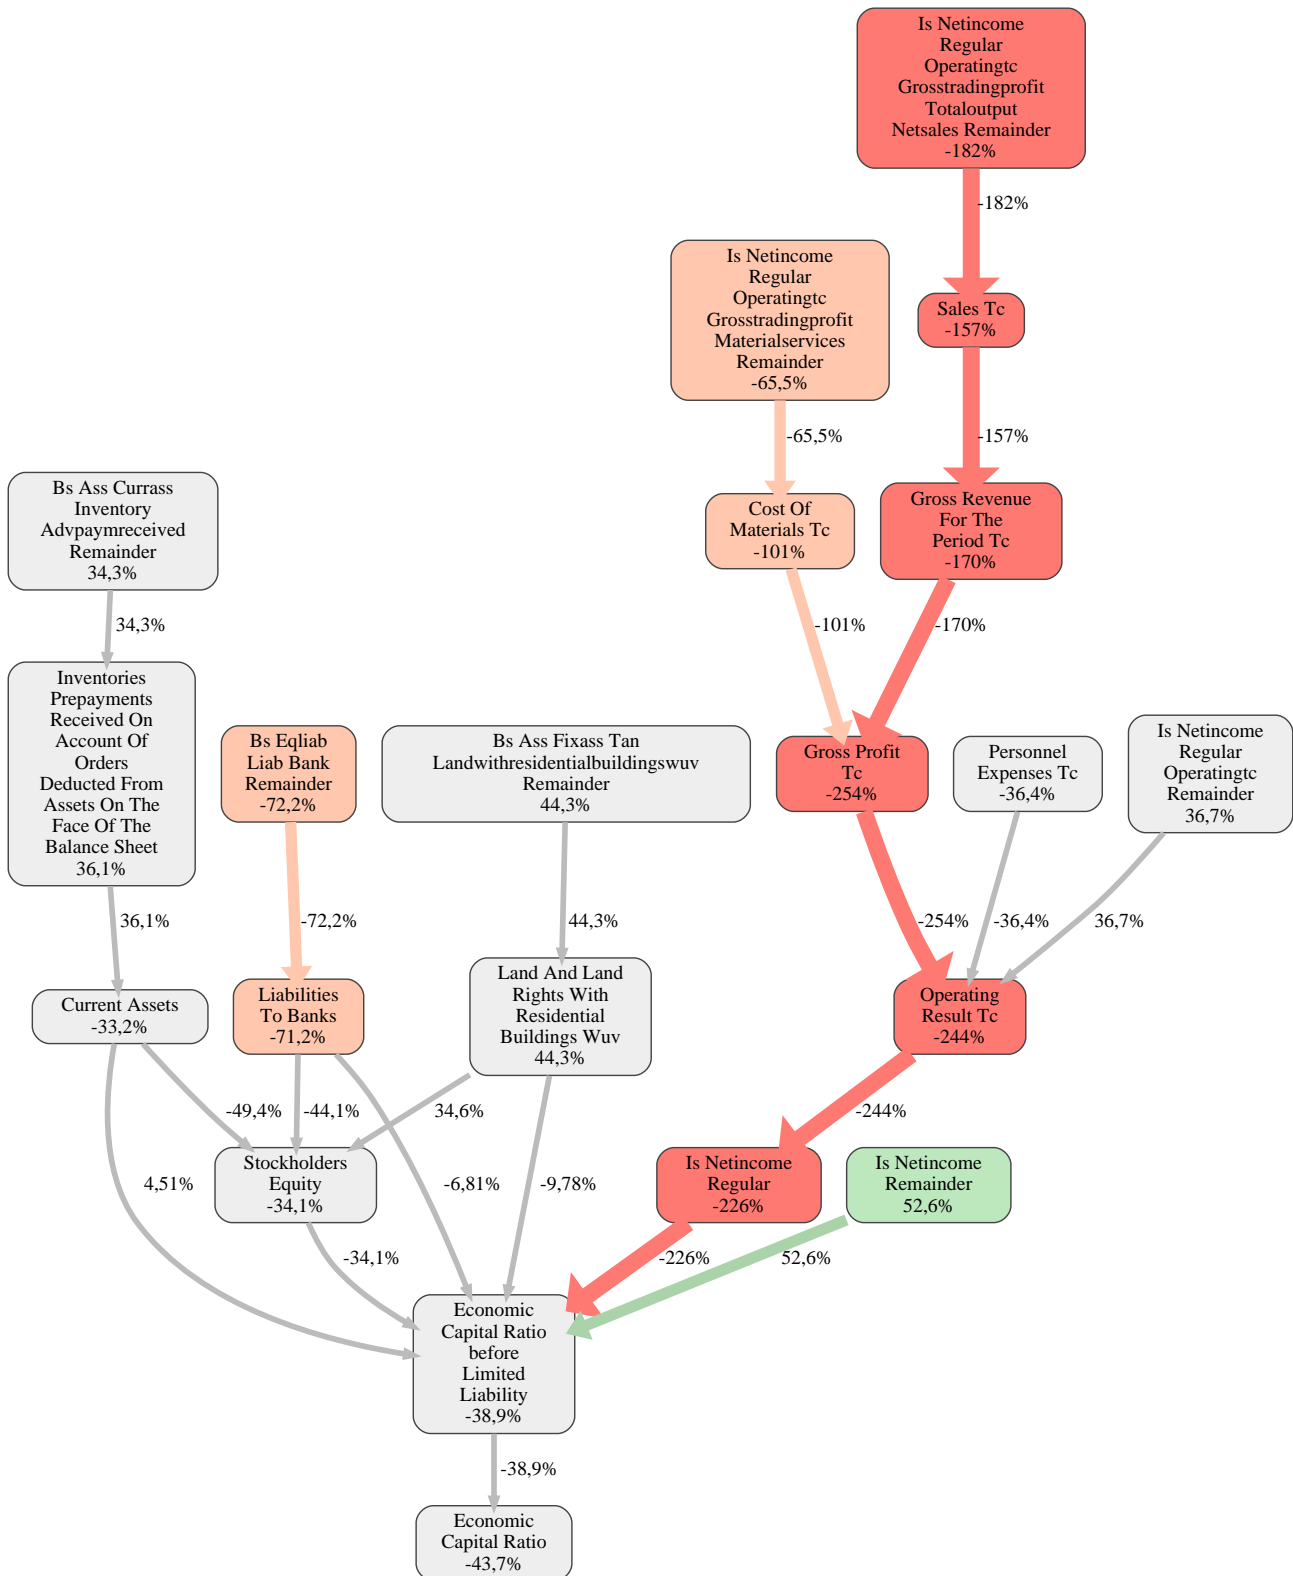 Is Netincome
Regular
Operatingtc
Grosstradingprofit
Totaloutput
Netsales Remainder
-182%
-182%
Is Netincome
Regular
Operatingtc
Grosstradingprofit
Materialservices
Remainder
-65,5%
Sales Tc
-157%
-65,5%
-157%
Bs Ass Currass
Inventory
Advpaymreceived
Remainder
34,3%
Cost Of
Materials Tc
-101%
Gross Revenue
For The
Period Tc
-170%
34,3%
-101%
-170%
Inventories
Prepayments
Received On
Account Of
Orders
Deducted From
Assets On The
Face Of The
Balance Sheet
36,1%
Bs Eqliab
Liab Bank
Remainder
-72,2%
Bs Ass Fixass Tan
Landwithresidentialbuildingswuv
Remainder
44,3%
Gross Profit
Tc
-254%
Personnel
Expenses Tc
-36,4%
Is Netincome
Regular
Operatingtc
Remainder
36,7%
36,1%
-72,2%
44,3%
-254%
-36,4%
36,7%
Current Assets
-33,2%
Liabilities
To Banks
-71,2%
Land And Land
Rights With
Residential
Buildings Wuv
44,3%
Operating
Result Tc
-244%
-49,4%
-44,1%
34,6%
-244%
4,51%
Stockholders
Equity
-34,1%
-6,81%
-9,78%
Is Netincome
Regular
-226%
Is Netincome
Remainder
52,6%
-34,1%
-226%
52,6%
Economic
Capital Ratio
before
Limited
Liability
-38,9%
-38,9%
Economic
Capital Ratio
-43,7%